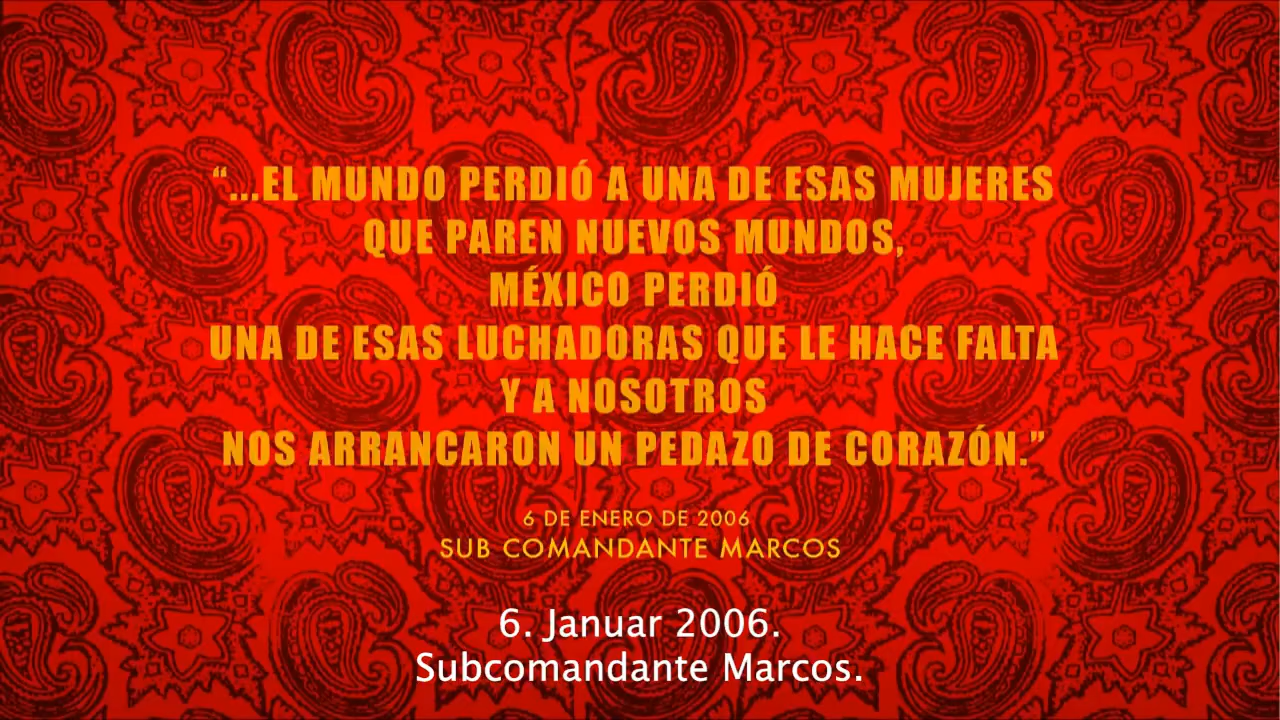 “...EL MUNDO PERDIÓ A UNA DE ESAS MUJERES
QUE PAREN NUEVOS MUNDOS,
MÉXICO PERDIÓ
UNA DE ESAS LUCHADORAS QUE LE HACE FALTA
Y A NOSOTROS
NOS ARRANCARON UN PEDAZO DE CORAZÓN.”
6 DE ENERO DE 2006
SUB COMANDANTE MARCOS
6. Januar 2006.
Subcomandante Marcos.